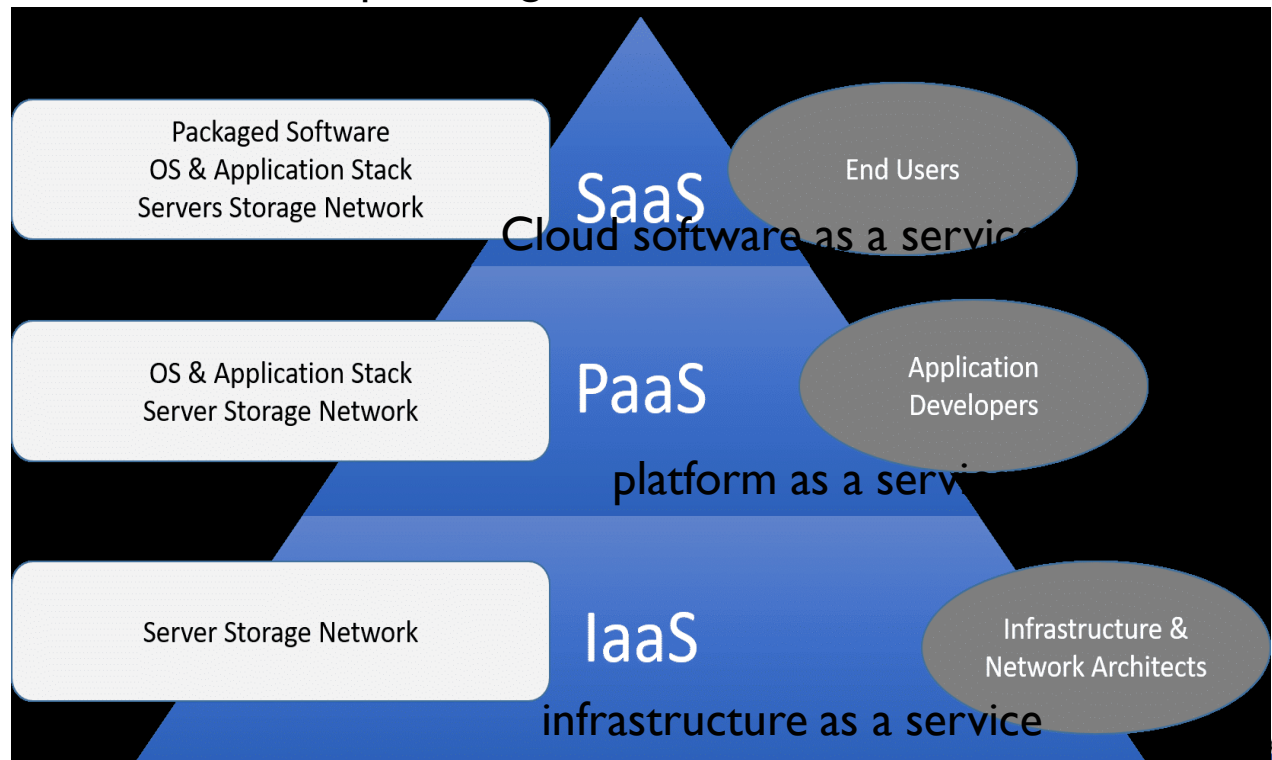 Packaged Software
OS & Application Stack
Servers Storage Network
SaaS
End Users
Cloud software as a service
OS & Application Stack
Server Storage Network
PaaS
Application
Developers
platform as a
Server Storage Network
IaaS
Infrastructure &
Network Architects
infrastructure as a service